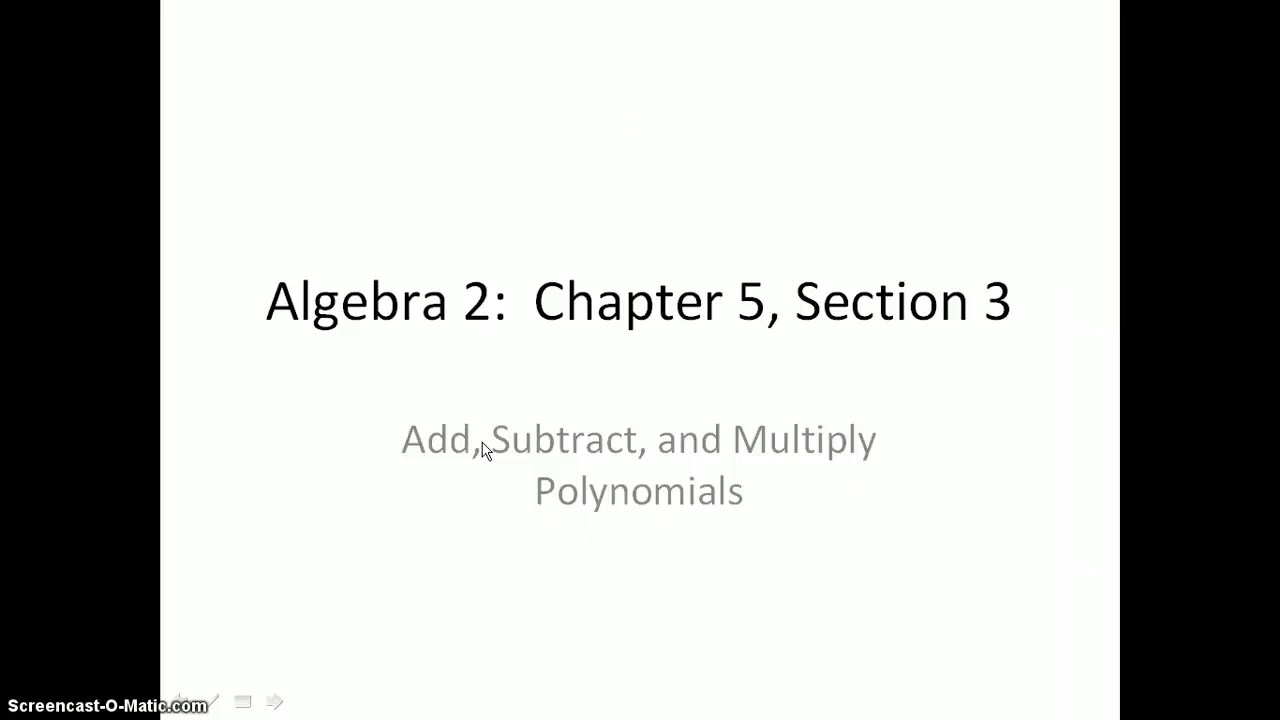 Algebra 2:  Chapter 5, Section 3
Add, Subtract, and Multiply
Polynomials
Screencast-O-Matic.com